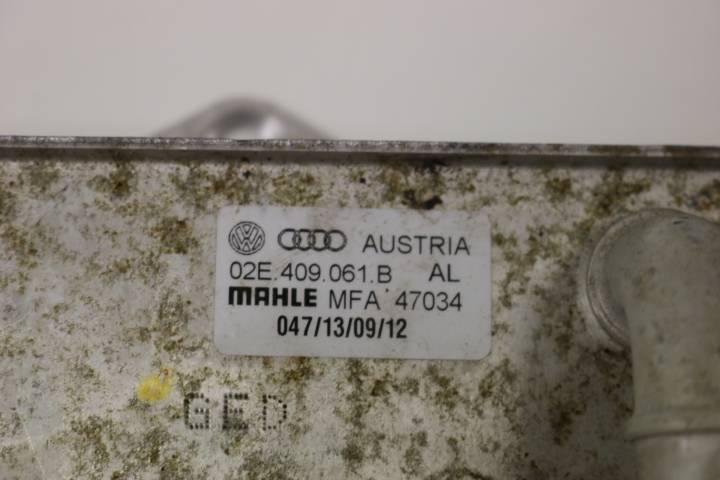 AUSTRIA
02E.409.061.B AL
MAHLE MFA 47034
047/13/09/12
GED